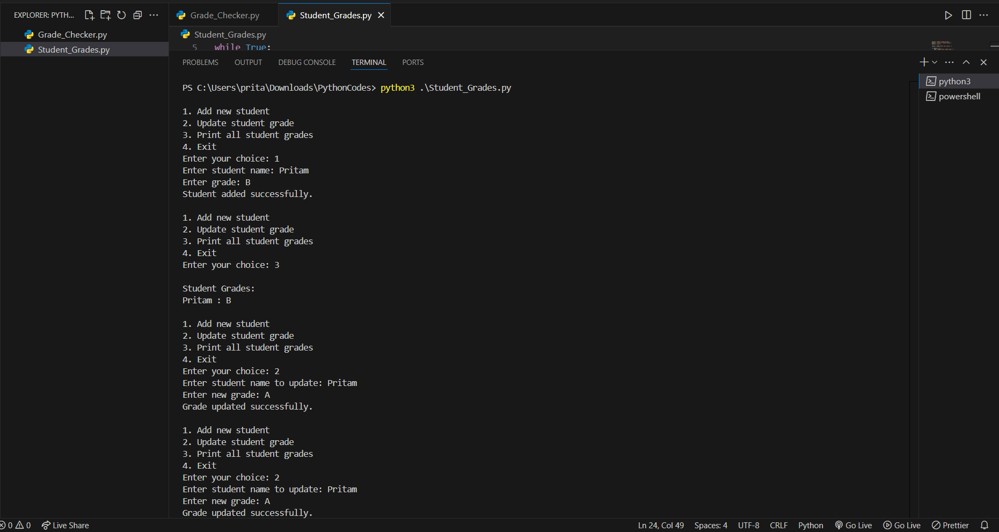 EXPLORER: PYTH...
Grade_Checker.py
Student_Grades.py
Grade_Checker.py
Student_Grades.py
Student_Grades.py
5 while True:
PROBLEMS OUTPUT DEBUG CONSOLE TERMINAL PORTS
python3
powershell
PS C:\Users\prita\Downloads\PythonCodes> python3 .\Student_Grades.py
1. Add new student
2. Update student grade
3. Print all student grades
4. Exit
Enter your choice: 1
Enter student name: Pritam
Enter grade: B
Student added successfully.
1. Add new student
2. Update student grade
3. Print all student grades
4. Exit
Enter your choice: 3
Student Grades:
Pritam : B
1. Add new student
2. Update student grade
3. Print all student grades
4. Exit
Enter your choice: 2
Enter student name to update: Pritam
Enter new grade: A
Grade updated successfully.
1. Add new student
2. Update student grade
3. Print all student grades
4. Exit
Enter your choice: 2
Enter student name to update: Pritam
Enter new grade: A
Grade updated successfully.
0 0 Live Share Ln 24, Col 49 Spaces: 4 UTF-8 CRLF Python Go Live Go Live Prettier